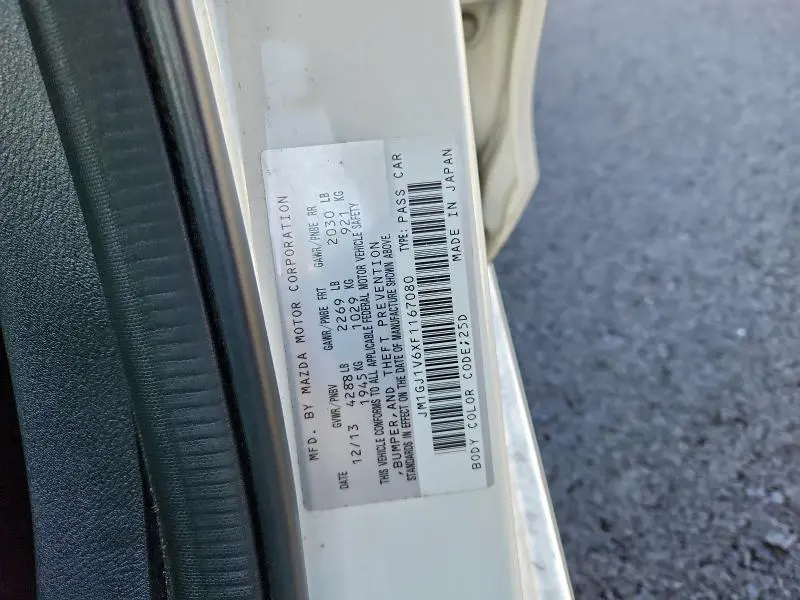 MFD. BY MAZDA MOTOR CORPORATION
DATE GVWR/PNBV GAWR/PNBE FRT GAWR/PNBE RR
12/13 4288 LB 2269 LB 2030 LB
1945 KG 1029 KG 921 KG
THIS VEHICLE CONFORMS TO ALL APPLICABLE FEDERAL MOTOR VEHICLE SAFETY
, BUMPER, AND THEFT PREVENTION
STANDARDS IN EFFECT ON THE DATE OF MANUFACTURE SHOWN ABOVE.
JM1GJ1V6XF1167080 TYPE: PASS CAR
BODY COLOR CODE;25D MADE IN JAPAN